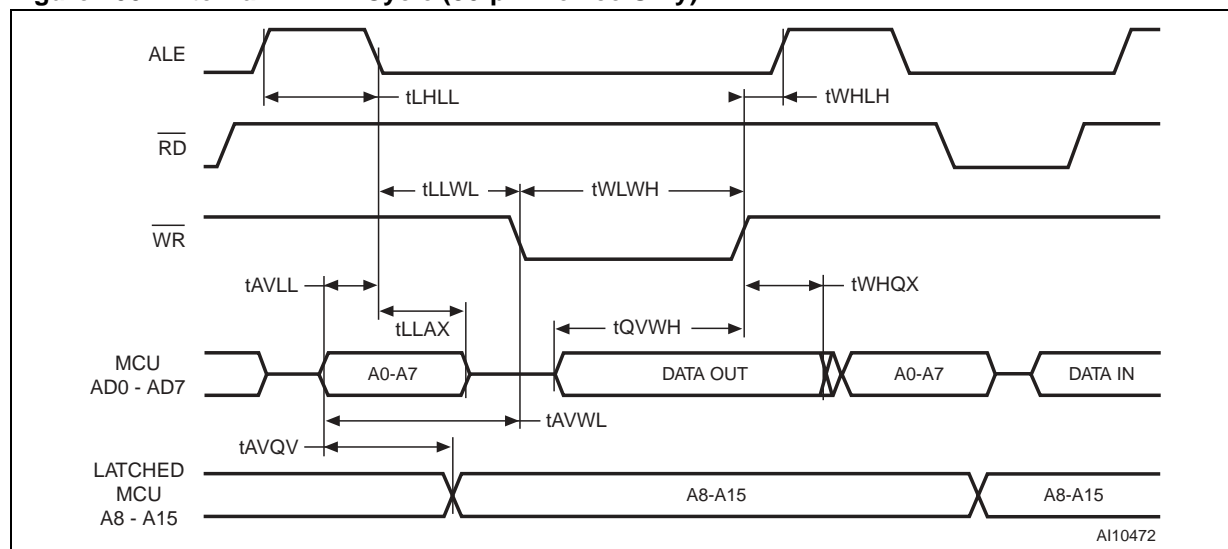 ALE
tLHLL
tWHLH
RD
tLLWL
tWLWH
WR
tAVLL
tWHQX
tLLAX
tQVWH
MCU
AD0 - AD7
A0-A7
DATA OUT
A0-A7
DATA IN
tAVWL
tAVQV
LATCHED
MCU
A8 - A15
A8-A15
A8-A15
AI10472